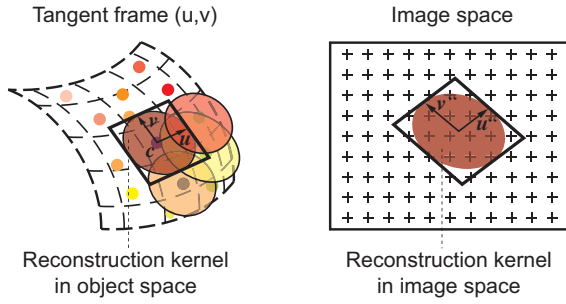 Tangent frame (u,v)
Image space
v
u
c
v
u
Reconstruction kernel
in object space
Reconstruction kernel
in image space